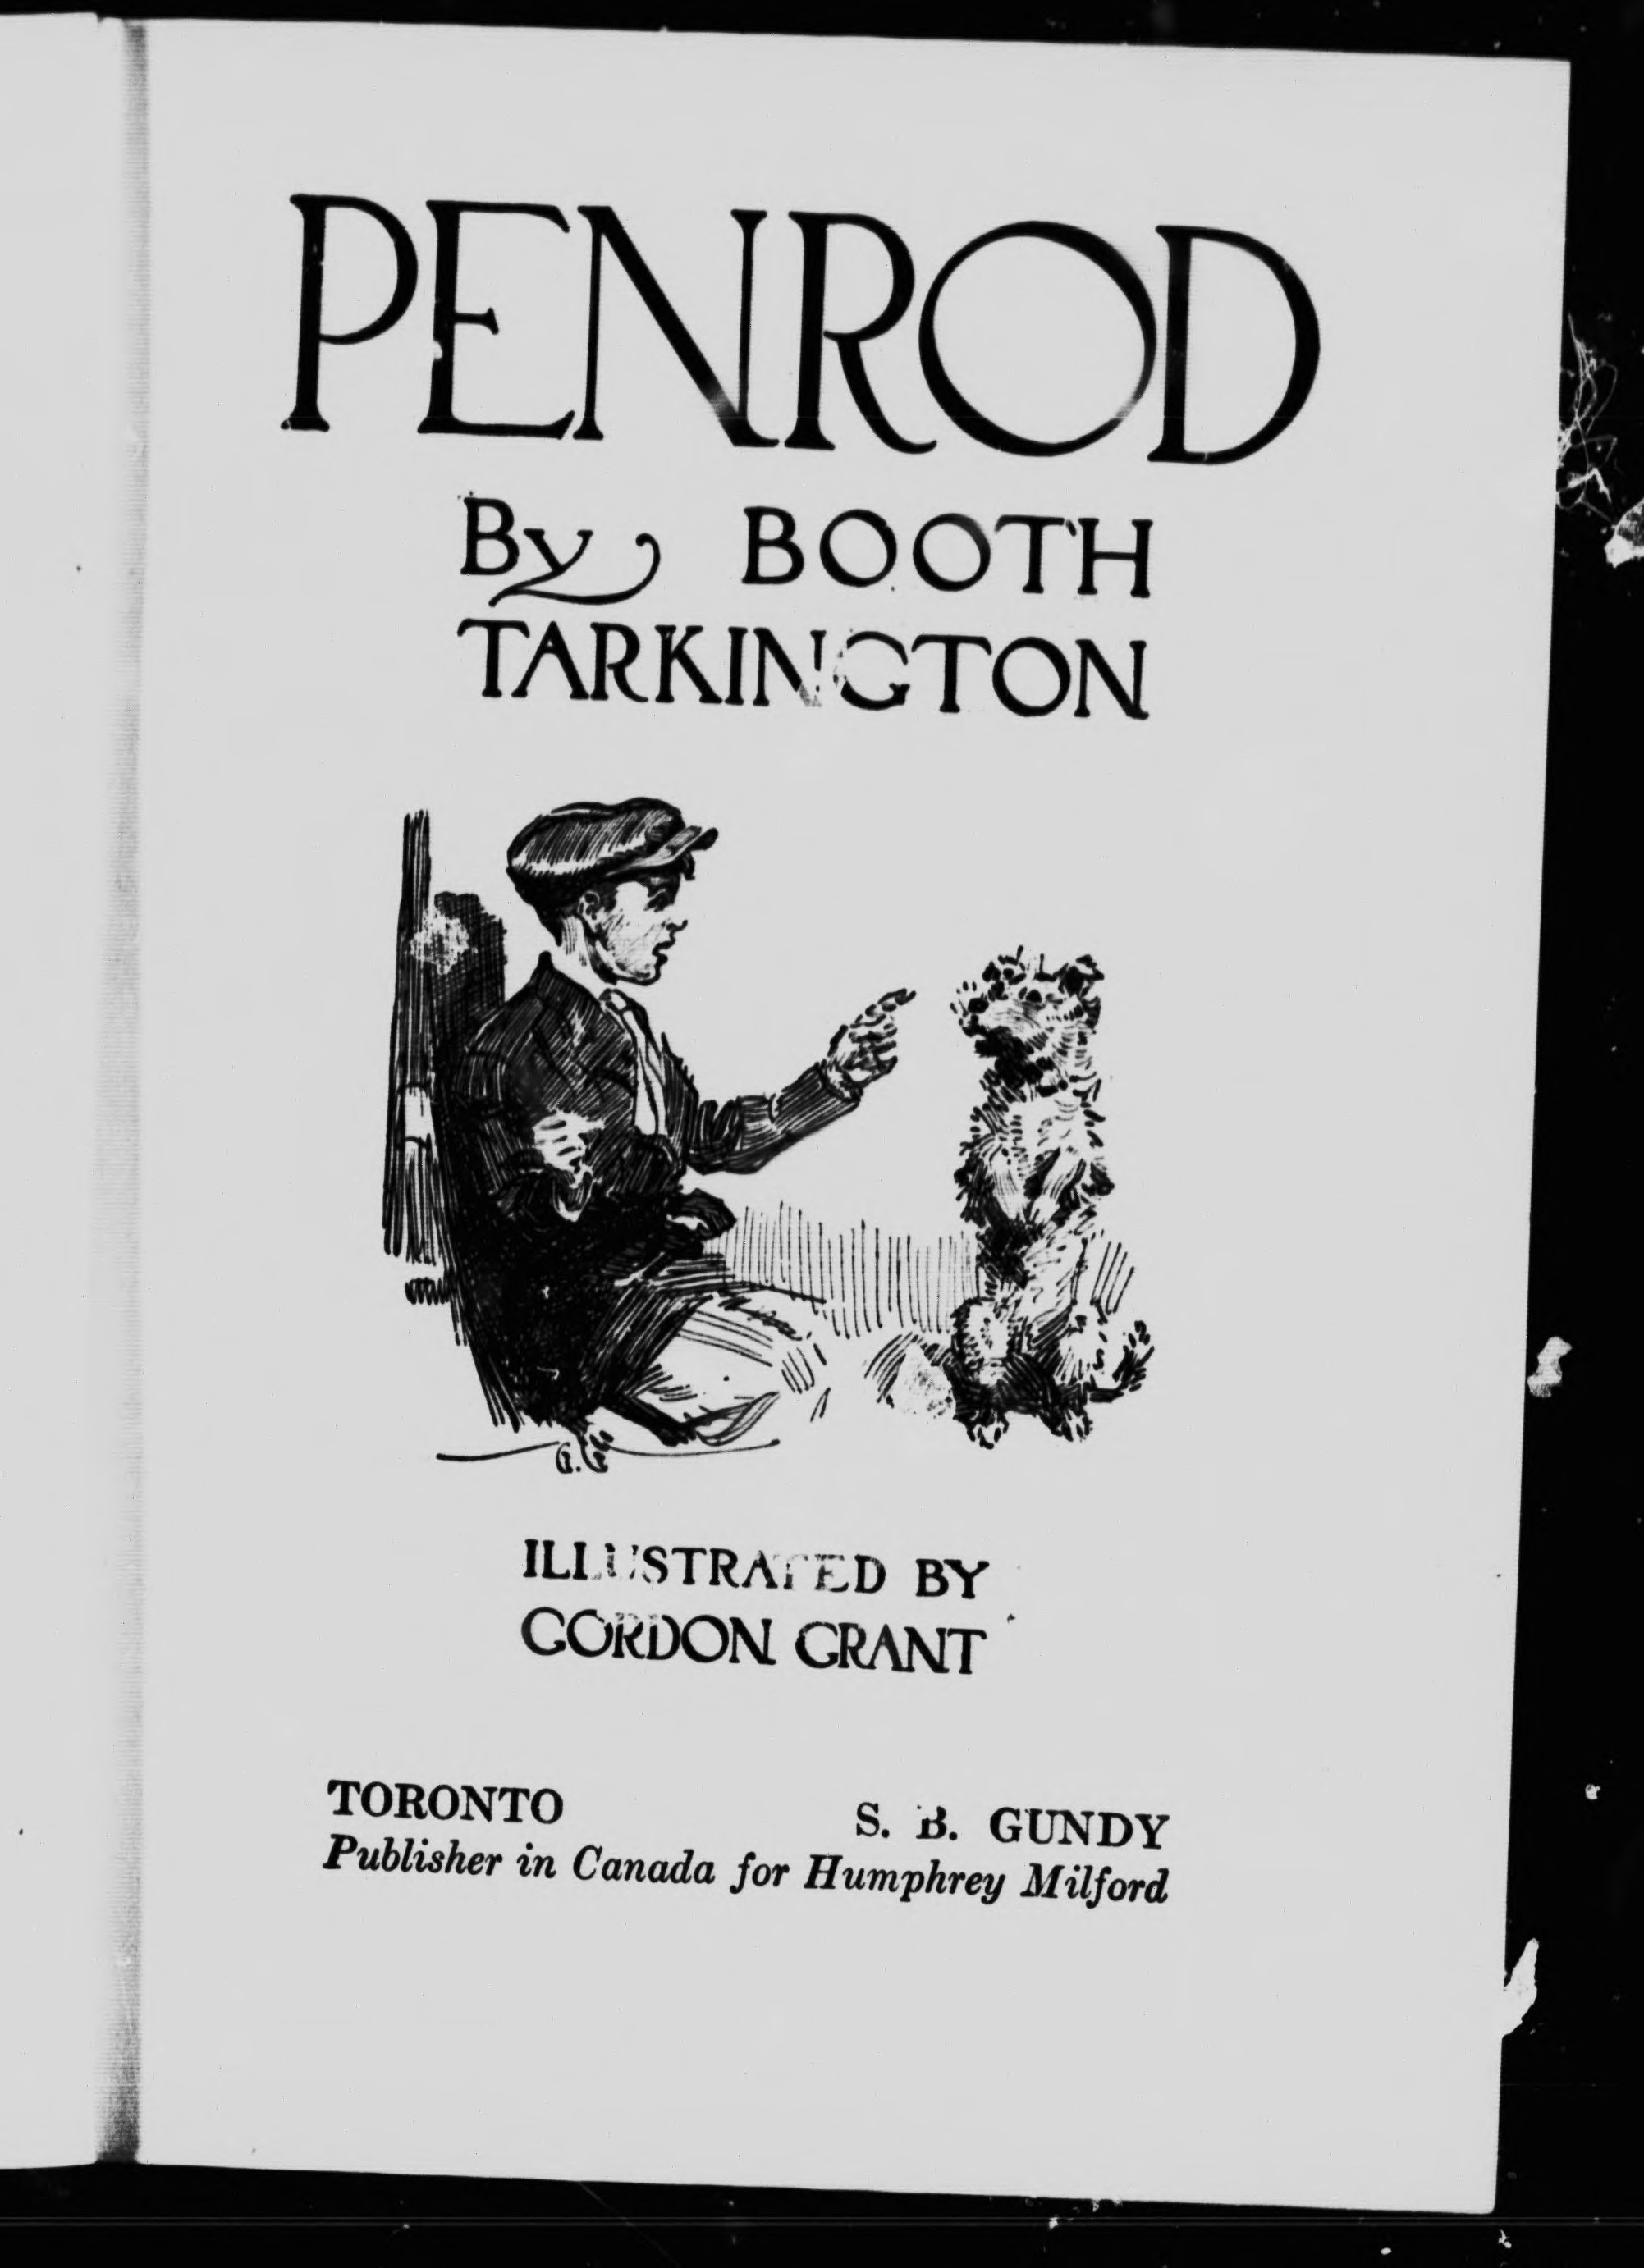 PENROD
By BOOTH
TARKINGTON
G.G
ILLUSTRATED BY
GORDON GRANT
TORONTO S. B. GUNDY
Publisher in Canada for Humphrey Milford